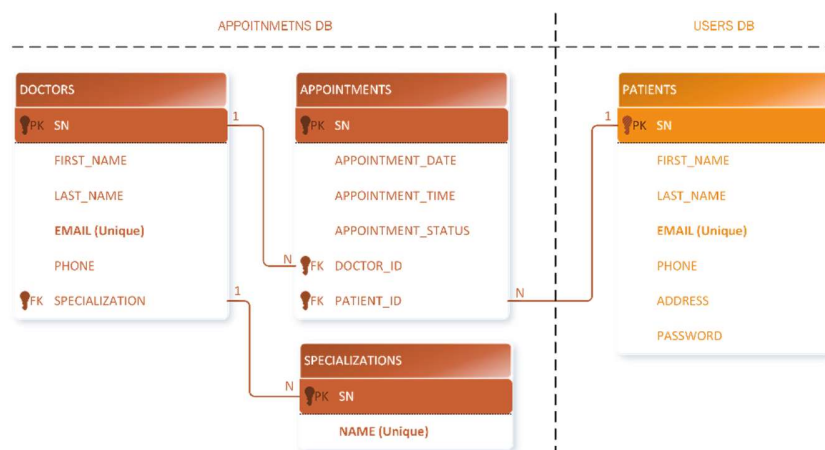 APPOITNMETNS DB
USERS DB
DOCTORS
PK SN
FIRST_NAME
LAST_NAME
EMAIL (Unique)
PHONE
FK SPECIALIZATION
1
N
1
N
APPOINTMENTS
PK SN
APPOINTMENT_DATE
APPOINTMENT_TIME
APPOINTMENT_STATUS
FK DOCTOR_ID
FK PATIENT_ID
SPECIALIZATIONS
PK SN
NAME (Unique)
N
1
PATIENTS
PK SN
FIRST_NAME
LAST_NAME
EMAIL (Unique)
PHONE
ADDRESS
PASSWORD